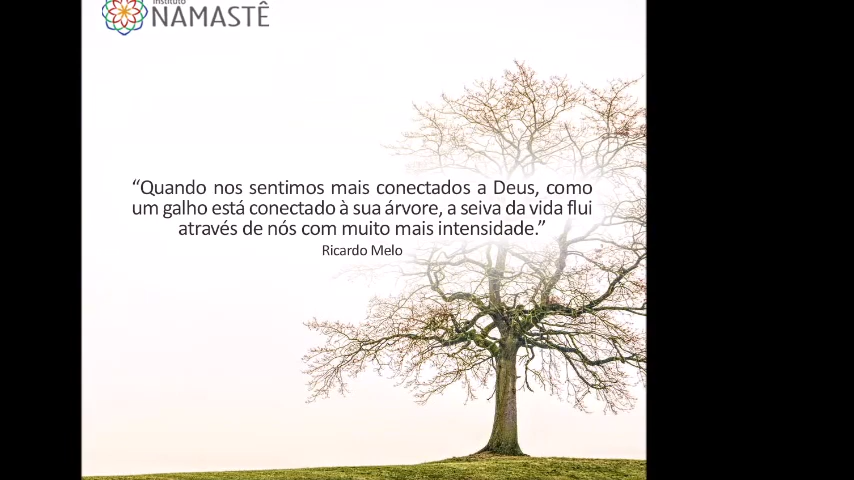 Instituto
NAMASTÊ
“Quando nos sentimos mais conectados a Deus, como
um galho está conectado à sua árvore, a seiva da vida flui
através de nós com muito mais intensidade.”
Ricardo Melo